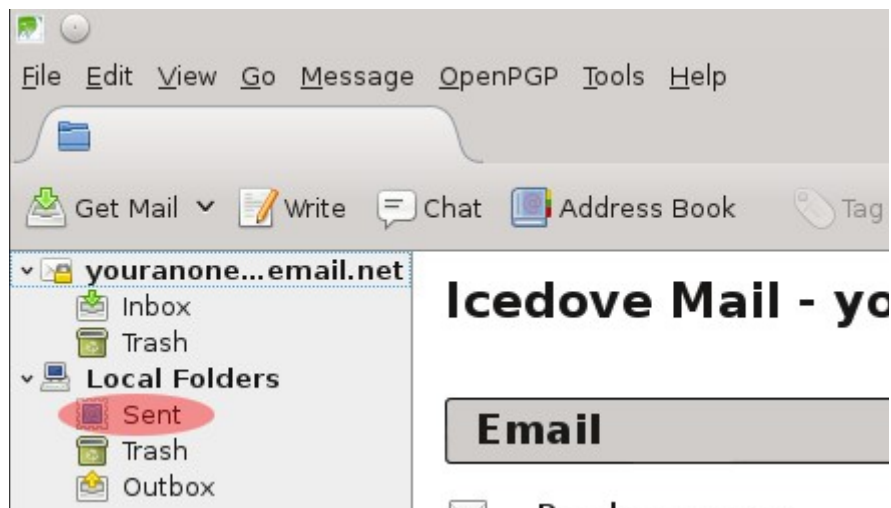 File Edit View Go Message OpenPGP Tools Help
Get Mail Write Chat Address Book Tag
youranone...email.net
Inbox
Trash
Local Folders
Sent
Trash
Outbox
Icedove Mail - yo
Email